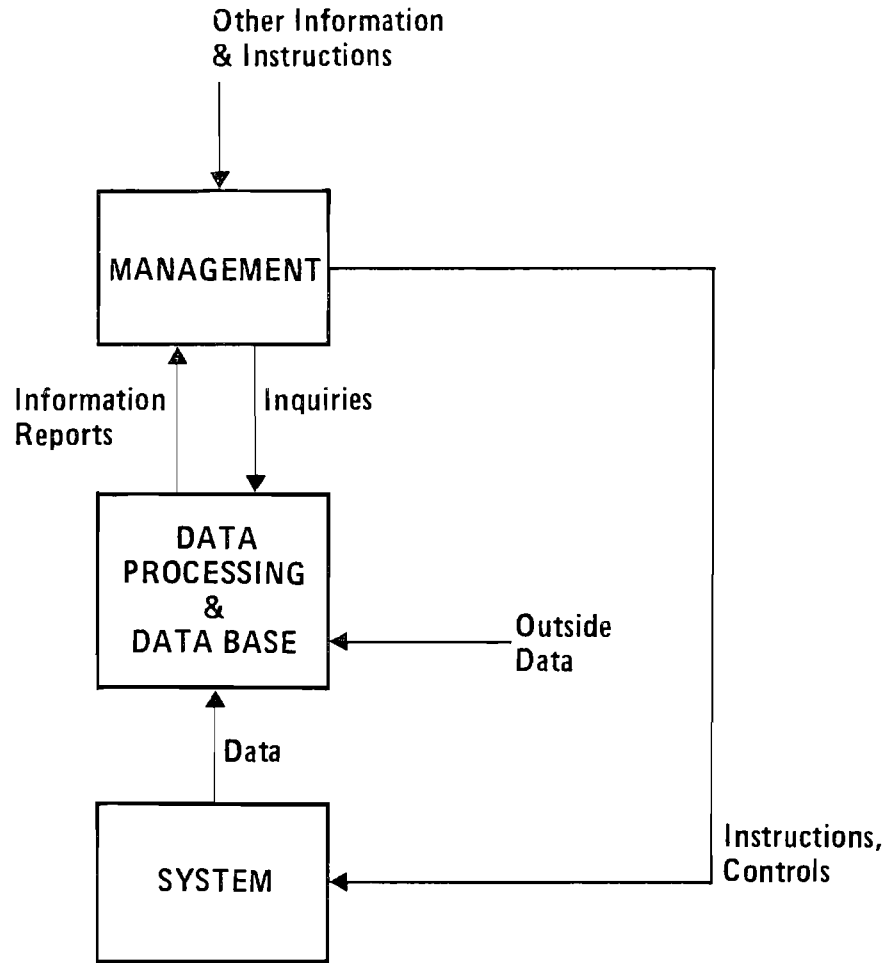 Other Information
& Instructions
MANAGEMENT
Information
Reports
Inquiries
DATA
PROCESSING
&
DATA BASE
Outside
Data
Data
SYSTEM
Instructions,
Controls